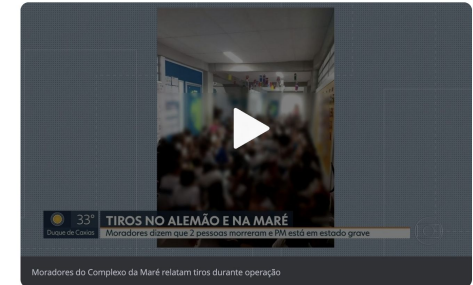 33° TIROS NO ALEMÃO E NA MARÉ
Duque de Caxias Moradores dizem que 2 pessoas morreram e PM está em estado grave
Moradores do Complexo da Maré relatam tiros durante operação